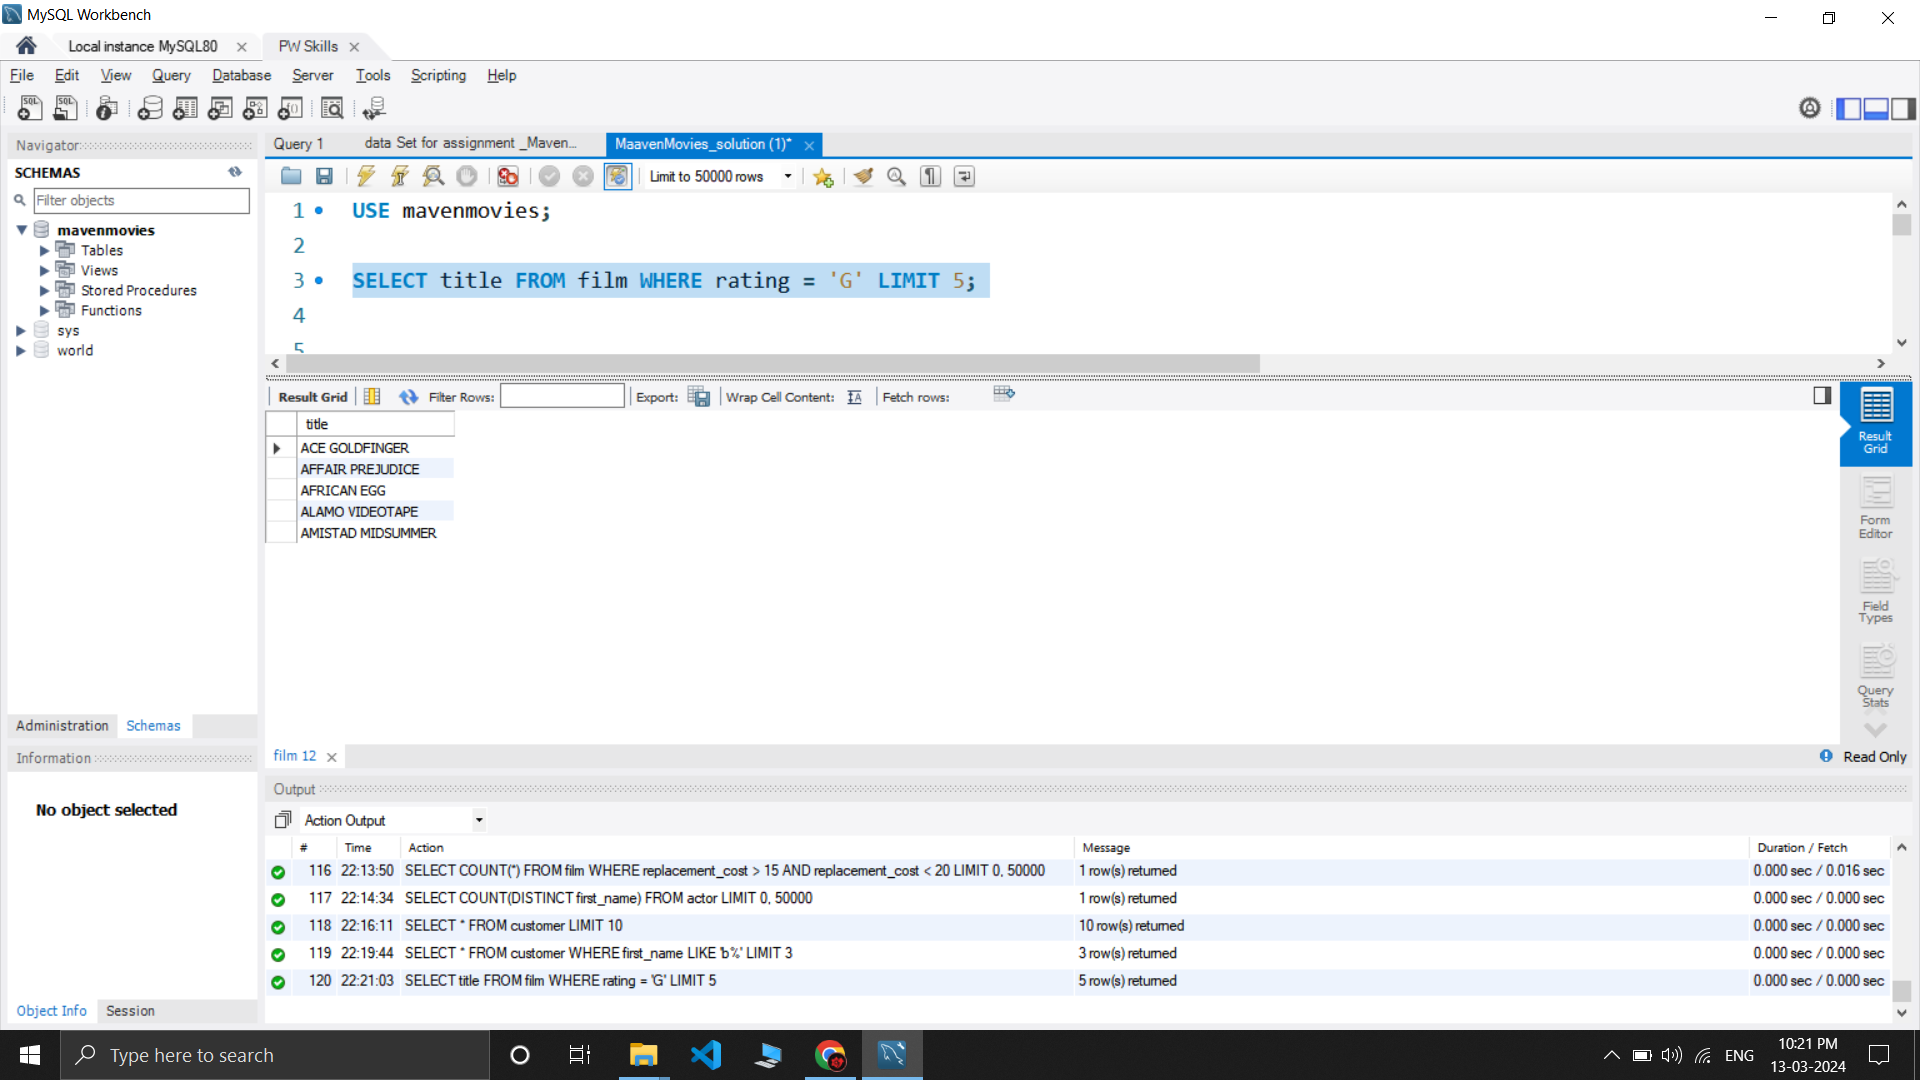 MySQL Workbench
Local instance MySQL80
PW Skills
File Edit View Query Database Server Tools Scripting Help
Navigator
SCHEMAS
Filter objects
mavenmovies
Tables
Views
Stored Procedures
Functions
sys
world
Administration Schemas
Information
No object selected
Object Info Session
Query 1 data Set for assignment _Maven... MaavenMovies_solution (1)*
Limit to 50000 rows
1 USE mavenmovies;
2
3 SELECT title FROM film WHERE rating = 'G' LIMIT 5;
4
5
Result Grid Filter Rows: Export: Wrap Cell Content: Fetch rows:
title
ACE GOLDFINGER
AFFAIR PREJUDICE
AFRICAN EGG
ALAMO VIDEOTAPE
AMISTAD MIDSUMMER
Result Grid
Form Editor
Field Types
Query Stats
film 12
Read Only
Output
Action Output
# Time Action Message Duration / Fetch
116 22:13:50 SELECT COUNT(*) FROM film WHERE replacement_cost > 15 AND replacement_cost < 20 LIMIT 0, 50000 1 row(s) returned 0.000 sec / 0.016 sec
117 22:14:34 SELECT COUNT(DISTINCT first_name) FROM actor LIMIT 0, 50000 1 row(s) returned 0.000 sec / 0.000 sec
118 22:16:11 SELECT * FROM customer LIMIT 10 10 row(s) returned 0.000 sec / 0.000 sec
119 22:19:44 SELECT * FROM customer WHERE first_name LIKE 'b%' LIMIT 3 3 row(s) returned 0.000 sec / 0.000 sec
120 22:21:03 SELECT title FROM film WHERE rating = 'G' LIMIT 5 5 row(s) returned 0.000 sec / 0.000 sec
Type here to search
ENG
10:21 PM
13-03-2024